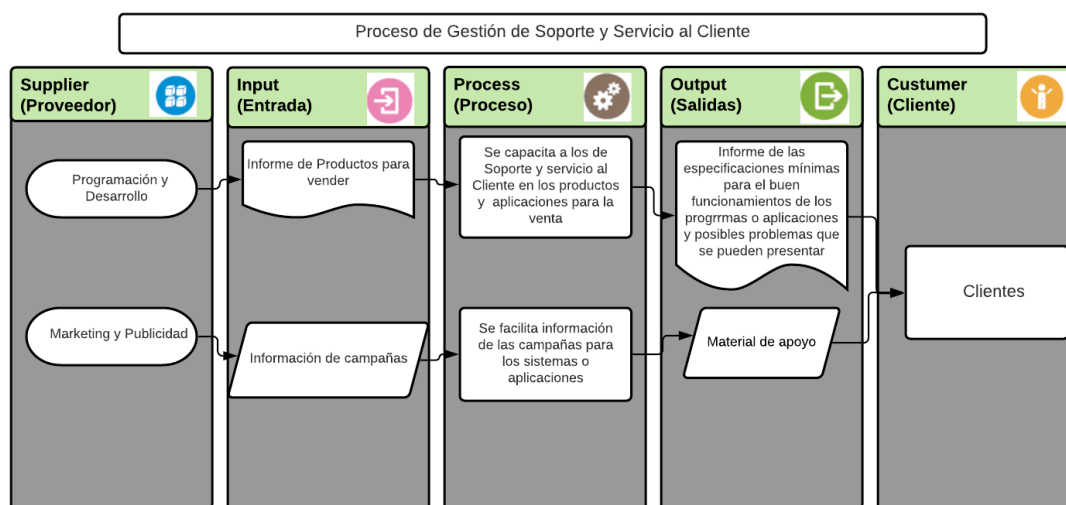 Proceso de Gestión de Soporte y Servicio al Cliente
Supplier
(Proveedor)
Input
(Entrada)
Process
(Proceso)
Output
(Salidas)
Custumer
(Cliente)
Programación y
Desarrollo
Informe de Productos para
vender
Se capacita a los de
Soporte y servicio al
Cliente en los productos
y aplicaciones para la
venta
Informe de las
especificaciones mínimas
para el buen
funcionamientos de los
progrrmas o aplicaciones
y posibles problemas que
se pueden presentar
Clientes
Marketing y Publicidad
Información de campañas
Se facilita información
de las campañas para
los sistemas o
aplicaciones
Material de apoyo